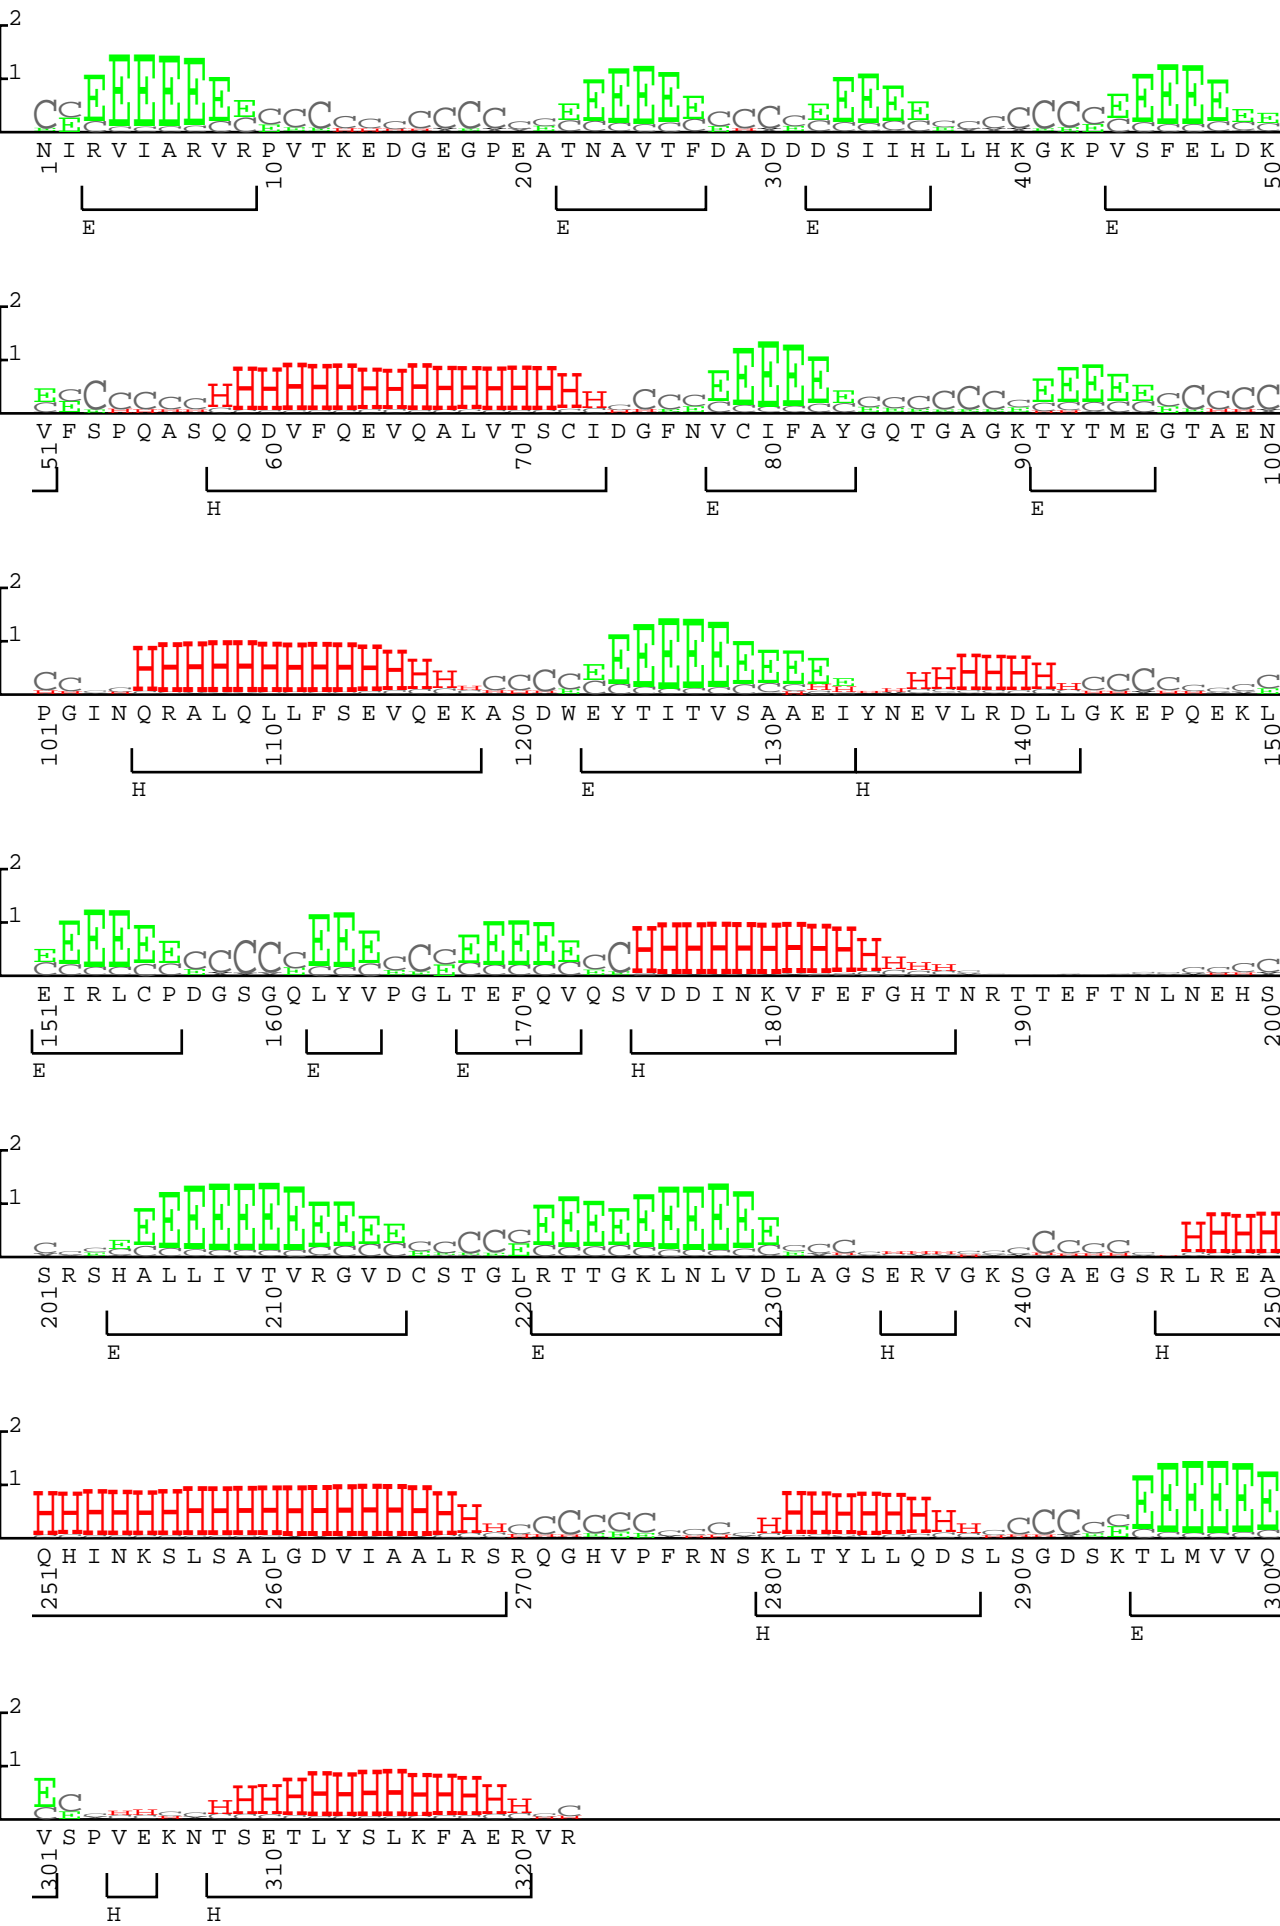 2
1
N I R V I A R V R P V T K E D G E G P E A T N A V T F D A D D D S I I H L L H K G K P V S F E L D K
1 10 20 30 40 50
E E E E
2
1
V F S P Q A S Q Q D V F Q E V Q A L V T S C I D G F N V C I F A Y G Q T G A G K T Y T M E G T A E N
51 60 70 80 90 100
H E E
2
1
P G I N Q R A L Q L L F S E V Q E K A S D W E Y T I T V S A A E I Y N E V L R D L L G K E P Q E K L
101 110 120 130 140 150
H E H
2
1
E I R L C P D G S G Q L Y V P G L T E F Q V Q S V D D I N K V F E F G H T N R T T E F T N L N E H S
151 160 170 180 190 200
E E E H
2
1
S R S H A L L I V T V R G V D C S T G L R T T G K L N L V D L A G S E R V G K S G A E G S R L R E A
201 210 220 230 240 250
E E H H
2
1
Q H I N K S L S A L G D V I A A L R S R Q G H V P F R N S K L T Y L L Q D S L S G D S K T L M V V Q
251 260 270 280 290 300
H E
2
1
V S P V E K N T S E T L Y S L K F A E R V R
301 310 320
H H